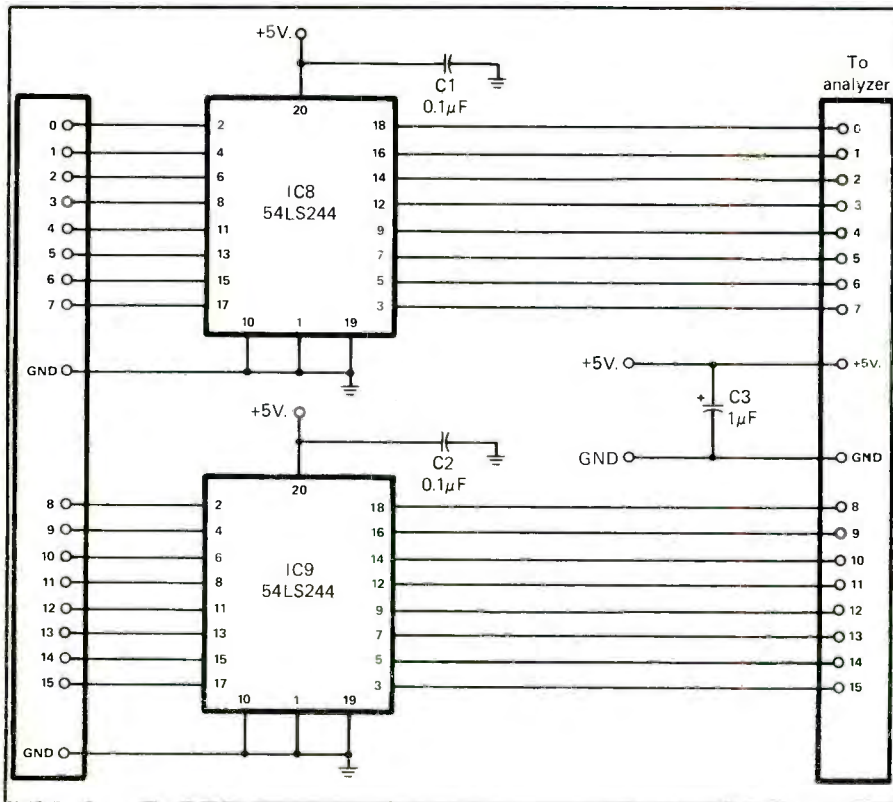 +5V.
C1
0.1µF
To
analyzer
20
0 2 18 0
1 4 16 1
2 6 14 2
3 8 12 3
IC8
54LS244
4 11 9 4
5 13 7 5
6 15 5 6
7 17 3 7
10 1 19
GND
+5V. +5V.
+ C3
1µF
GND GND
+5V.
C2
0.1µF
20
8 2 18 8
9 4 16 9
10 6 14 10
11 8 12 11
IC9
54LS244
12 11 9 12
13 13 7 13
14 15 5 14
15 17 3 15
10 1 19
GND